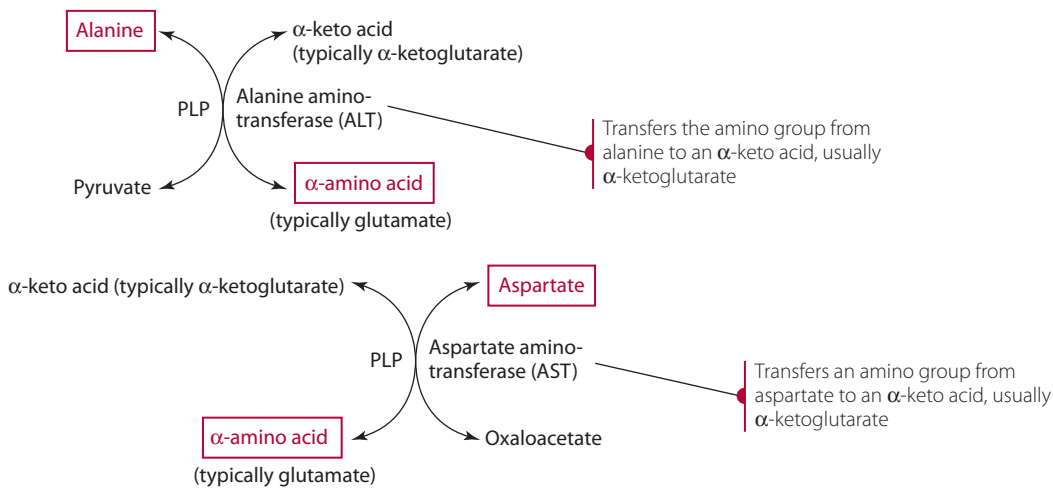 Alanine
α-keto acid
(typically α-ketoglutarate)
PLP
Alanine amino-
transferase (ALT)
Transfers the amino group from
alanine to an α-keto acid, usually
α-ketoglutarate
Pyruvate
α-amino acid
(typically glutamate)
α-keto acid (typically α-ketoglutarate)
Aspartate
PLP
Aspartate amino-
transferase (AST)
Transfers an amino group from
aspartate to an α-keto acid, usually
α-ketoglutarate
α-amino acid
(typically glutamate)
Oxaloacetate